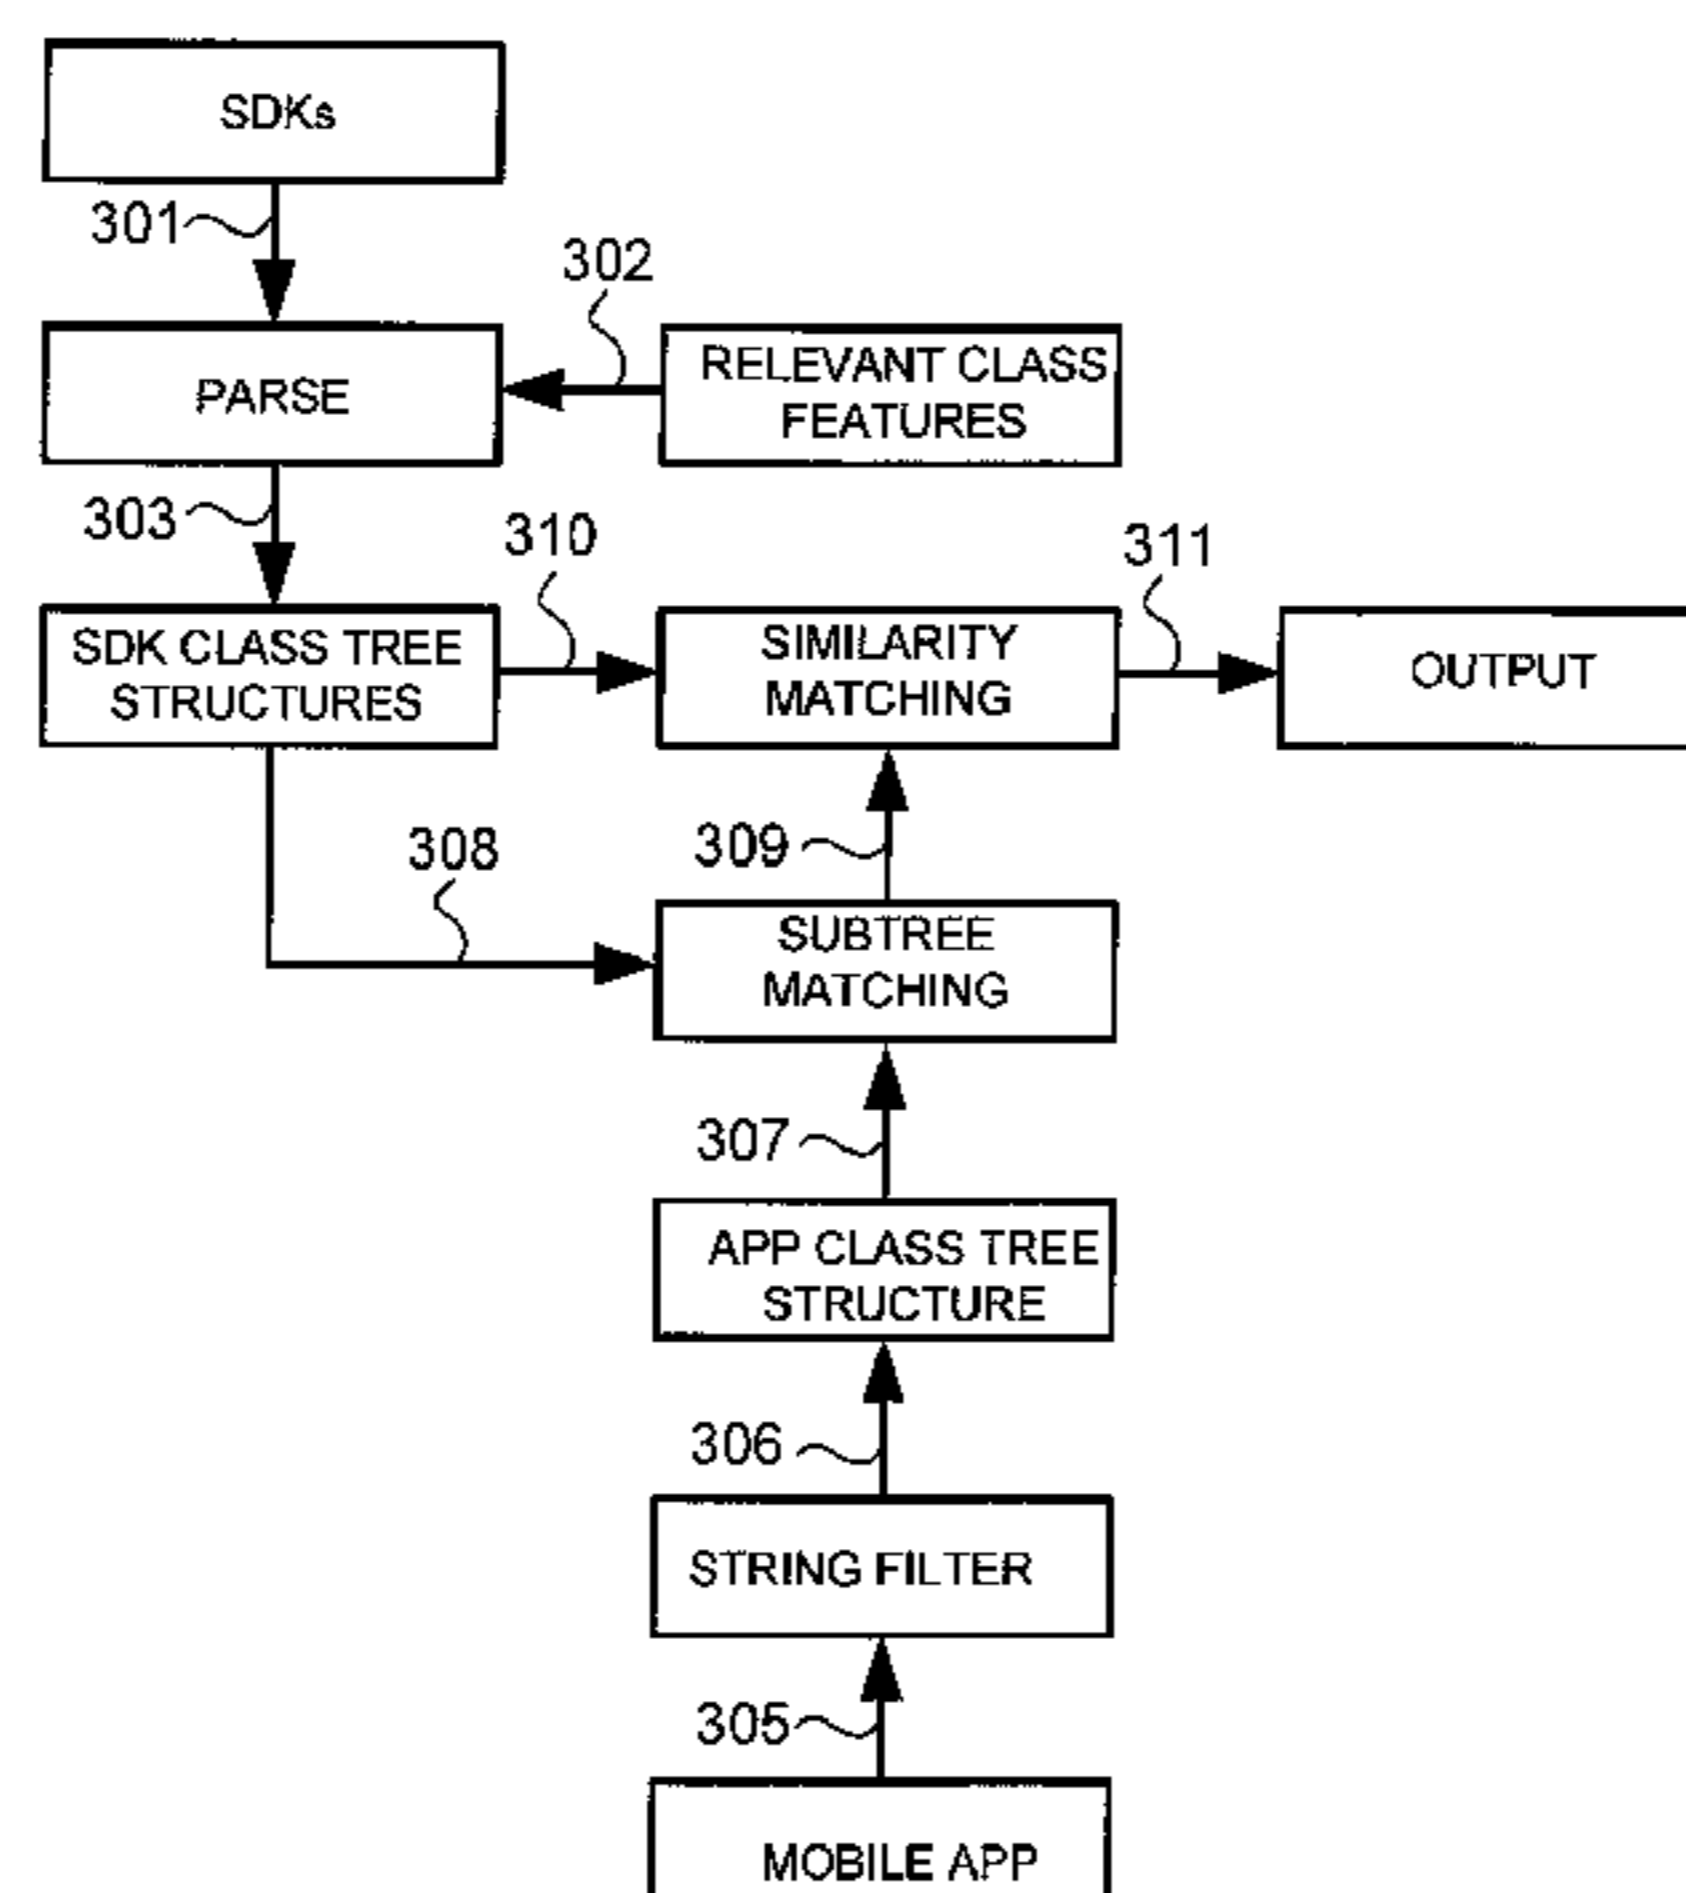 SDKs
301
302
PARSE
RELEVANT CLASS
FEATURES
303
310
311
SDK CLASS TREE
STRUCTURES
SIMILARITY
MATCHING
OUTPUT
308
309
SUBTREE
MATCHING
307
APP CLASS TREE
STRUCTURE
306
STRING FILTER
305
MOBILE APP